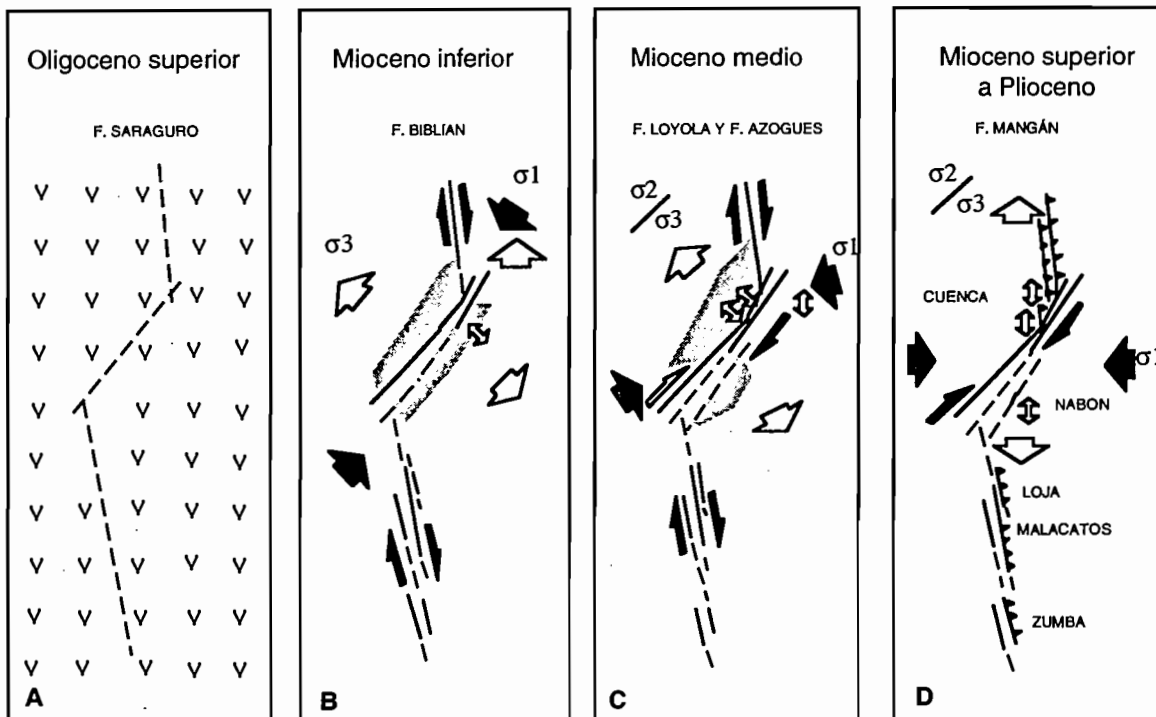 Oligoceno superior
F. SARAGURO
A
Mioceno inferior
F. BIBLIAN
σ1
σ3
B
Mioceno medio
F. LOYOLA Y F. AZOGUES
σ2
σ3
σ1
C
Mioceno superior
a Plioceno
F. MANGÁN
σ2
σ3
CUENCA
σ1
NABON
LOJA
MALACATOS
ZUMBA
D